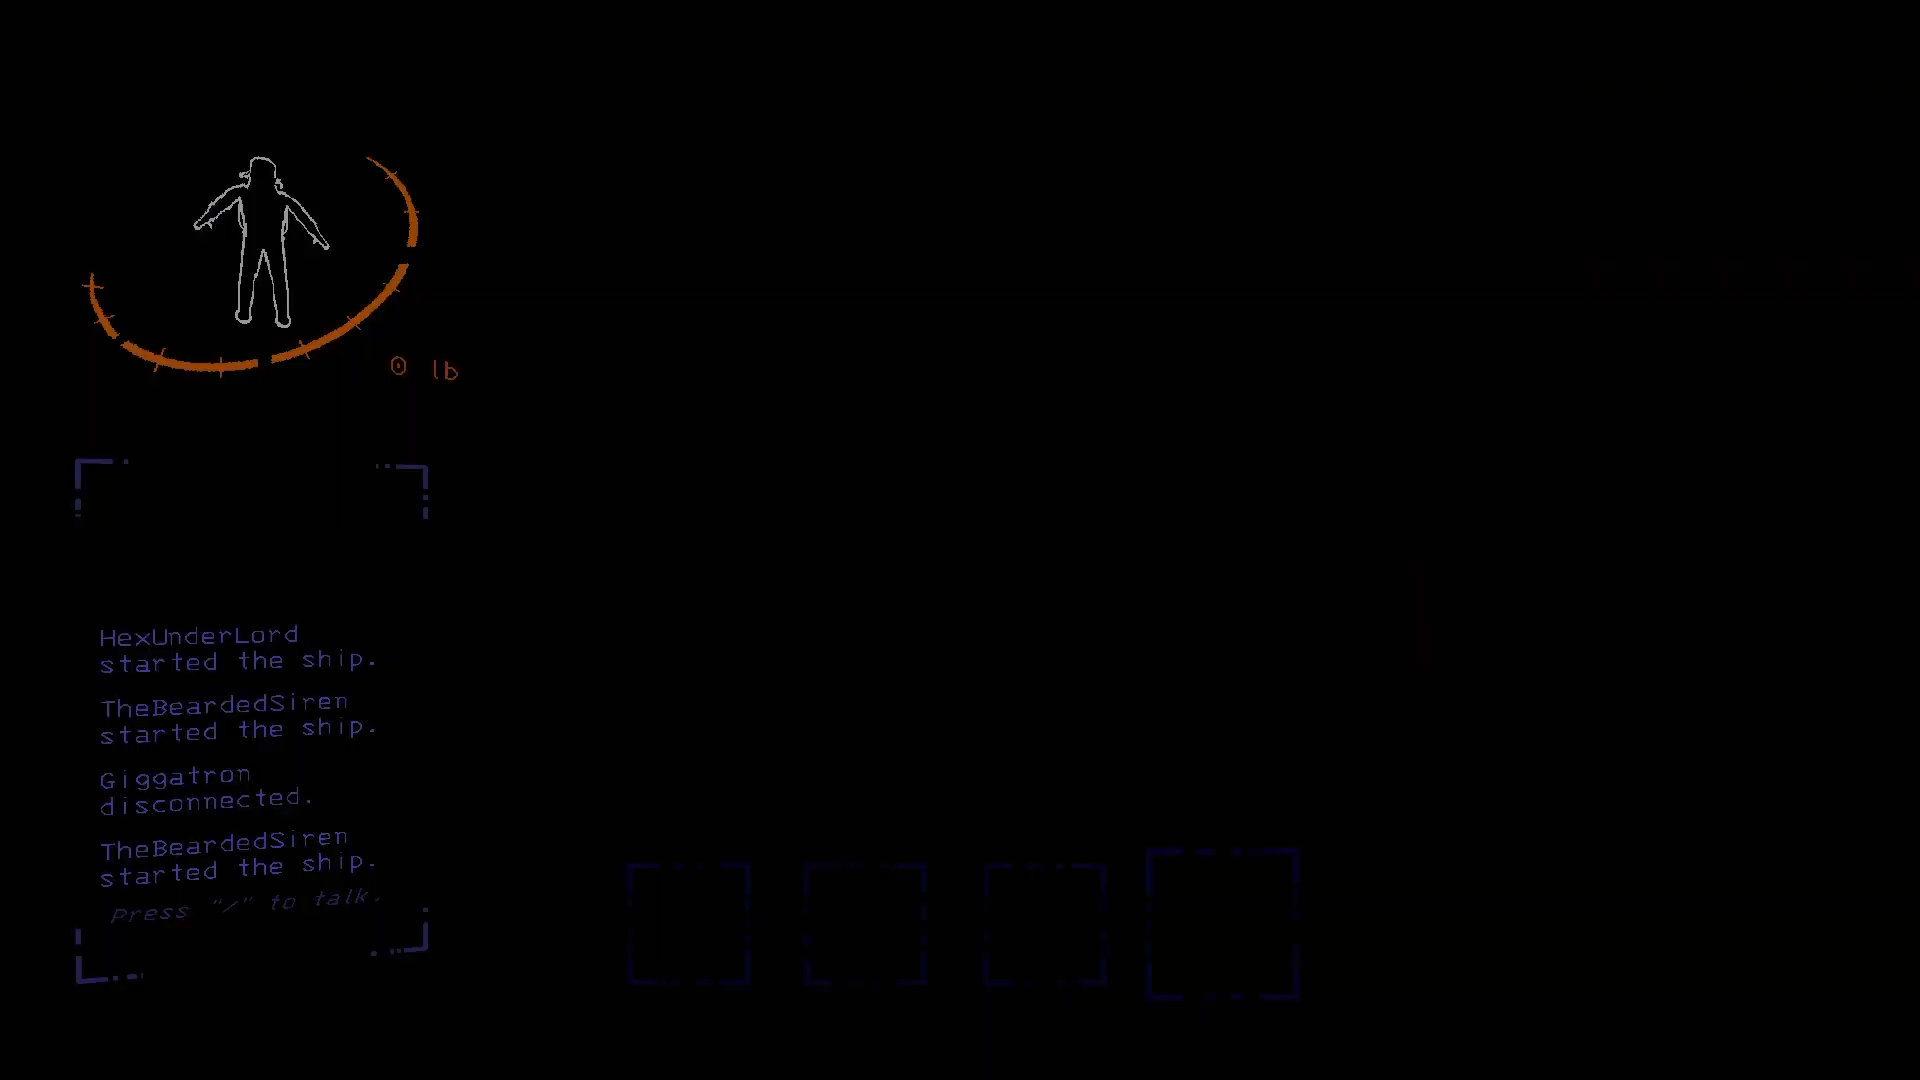 0 lb
HexUnderLord
started the ship.
TheBeardedSiren
started the ship.
Giggatron
disconnected.
TheBeardedSiren
started the ship.
Press "/" to talk.